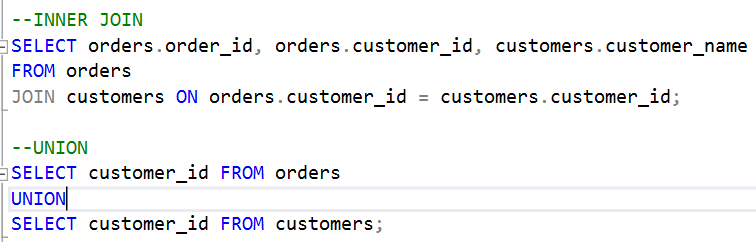 --INNER JOIN
SELECT orders.order_id, orders.customer_id, customers.customer_name
FROM orders
JOIN customers ON orders.customer_id = customers.customer_id;
--UNION
SELECT customer_id FROM orders
UNION
SELECT customer_id FROM customers;